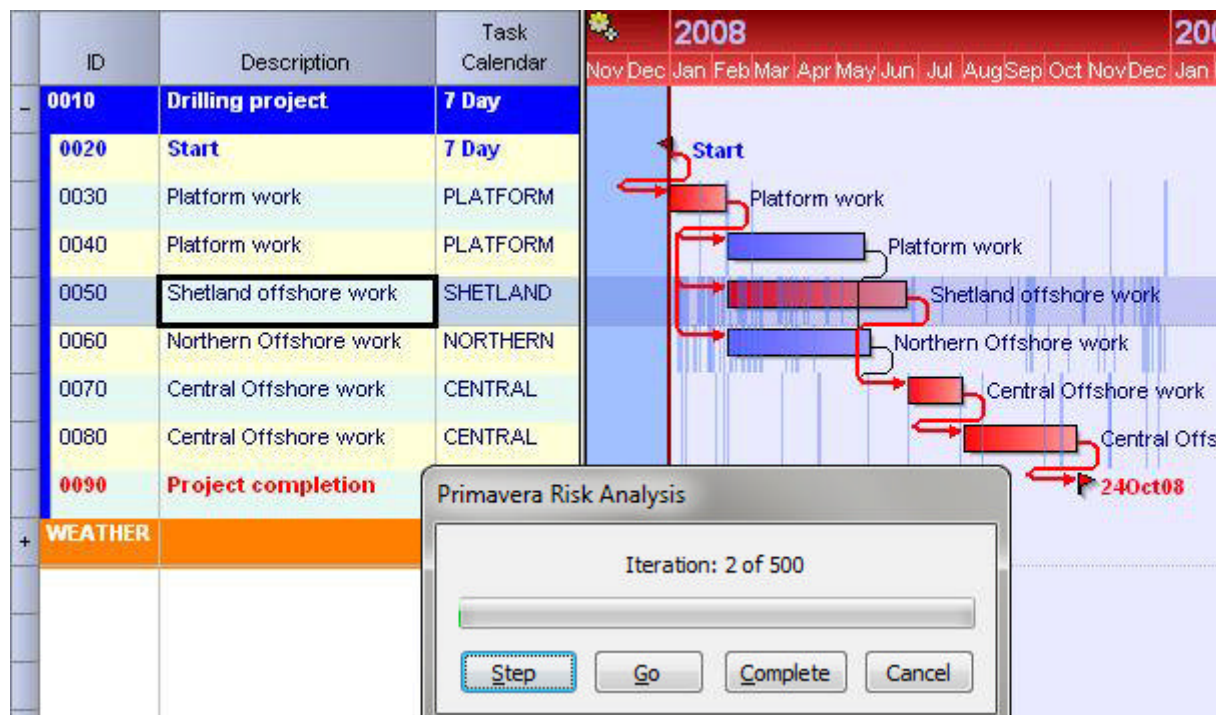 ID Description Task Calendar
2008
Nov Dec Jan Feb Mar Apr May Jun Jul Aug Sep Oct Nov Dec Jan
0010 Drilling project 7 Day
0020 Start 7 Day Start
0030 Platform work PLATFORM Platform work
0040 Platform work PLATFORM Platform work
0050 Shetland offshore work SHETLAND Shetland offshore work
0060 Northern Offshore work NORTHERN Northern Offshore work
0070 Central Offshore work CENTRAL Central Offshore work
0080 Central Offshore work CENTRAL Central Offs
0090 Project completion 24Oct08
WEATHER
Primavera Risk Analysis
Iteration: 2 of 500
Step Go Complete Cancel